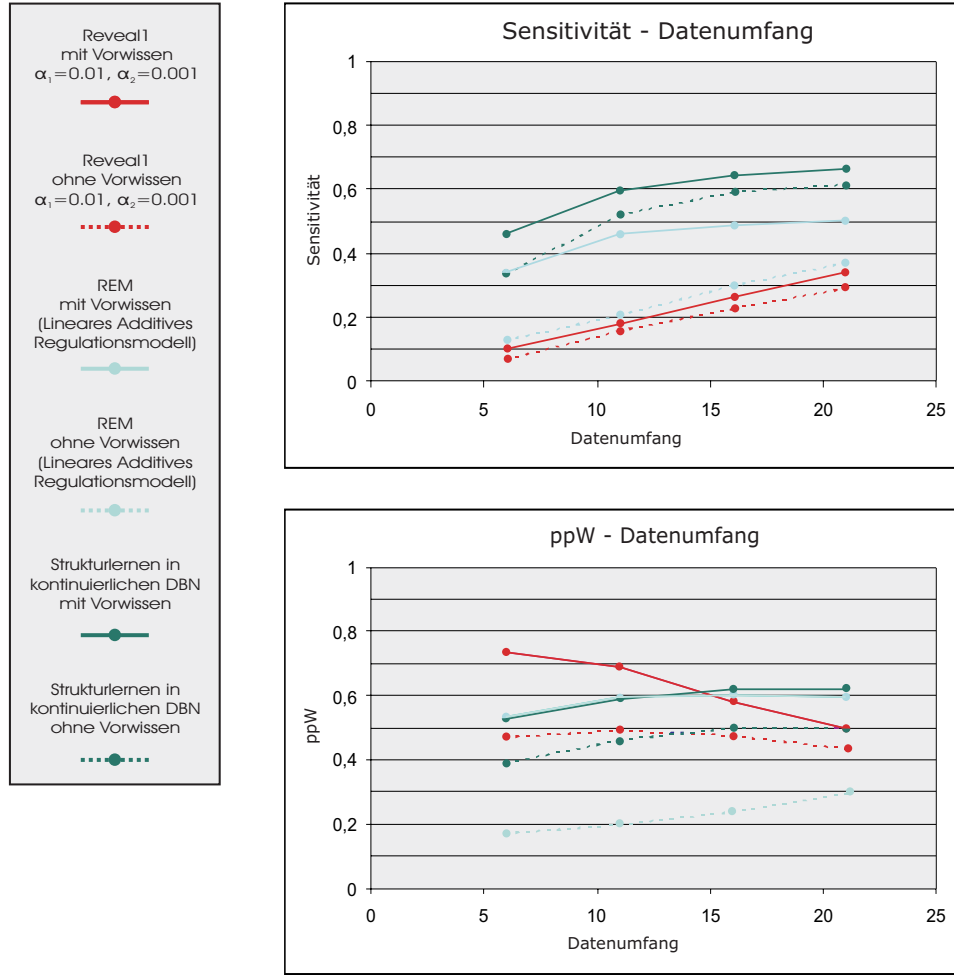 Reveal1
mit Vorwissen
α₁=0.01, α₂=0.001
Reveal1
ohne Vorwissen
α₁=0.01, α₂=0.001
REM
mit Vorwissen
(Lineares Additives
Regulationsmodell)
REM
ohne Vorwissen
(Lineares Additives
Regulationsmodell)
Strukturlernen in
kontinuierlichen DBN
mit Vorwissen
Strukturlernen in
kontinuierlichen DBN
ohne Vorwissen
Sensitivität - Datenumfang
Sensitivität
1
0,8
0,6
0,4
0,2
0
0 5 10 15 20 25
Datenumfang
ppW - Datenumfang
ppW
1
0,8
0,6
0,4
0,2
0
0 5 10 15 20 25
Datenumfang